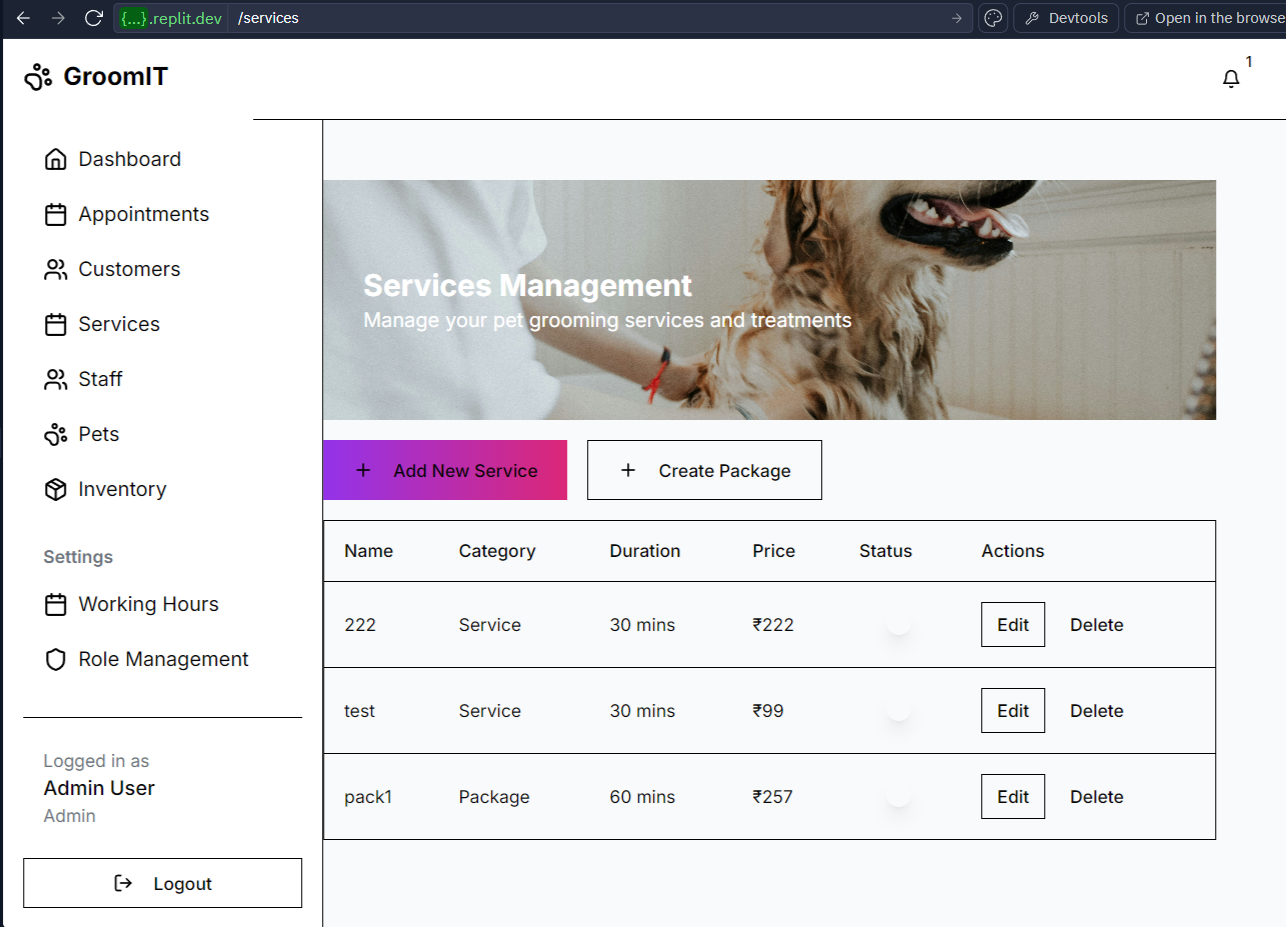 {...}.replit.dev /services
Devtools
Open in the browse
GroomIT
1
Dashboard
Appointments
Customers
Services
Staff
Pets
Inventory
Settings
Working Hours
Role Management
Logged in as
Admin User
Admin
Logout
Services Management
Manage your pet grooming services and treatments
+ Add New Service
+ Create Package
Name Category Duration Price Status Actions
222 Service 30 mins ₹222 Edit Delete
test Service 30 mins ₹99 Edit Delete
pack1 Package 60 mins ₹257 Edit Delete